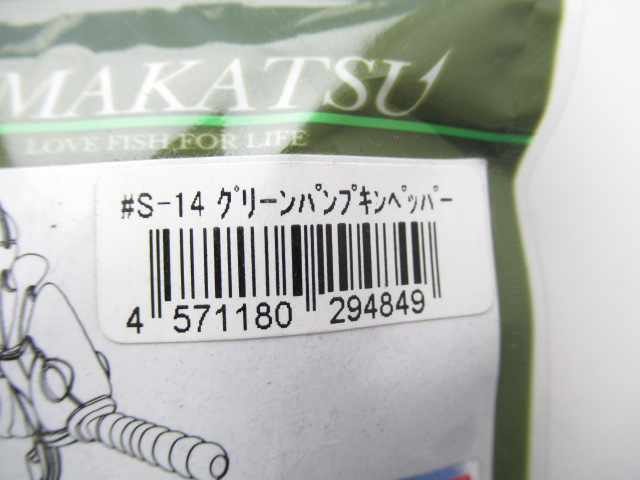 MAKATSU
LOVE FISH FOR LIFE
#S-14 ｸﾞﾘｰﾝﾊﾟﾝﾌﾟｷﾝﾍﾟｯﾊﾟｰ
4 571180 294849